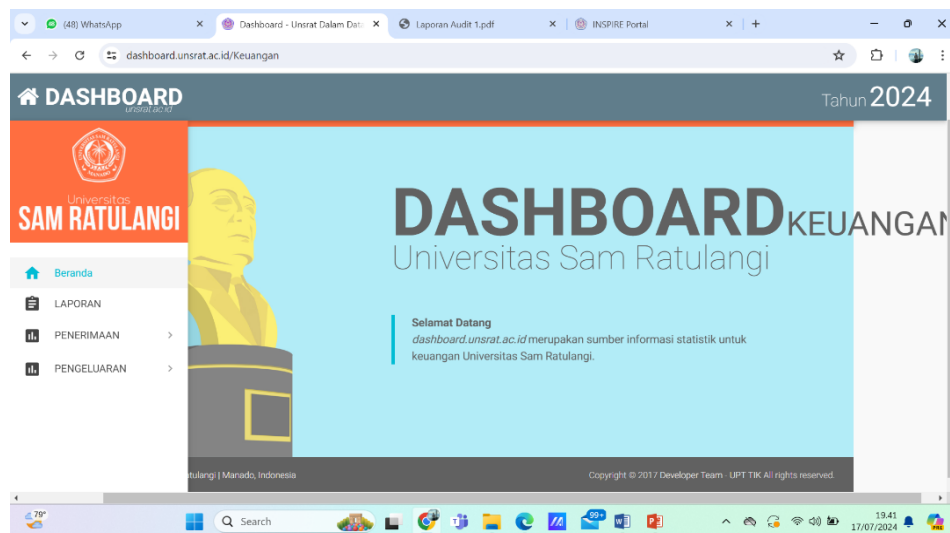 (48) WhatsApp
Dashboard - Unsrat Dalam Dat
Laporan Audit 1.pdf
INSPIRE Portal
dashboard.unsrat.ac.id/Keuangan
DASHBOARD
unsrat.ac.id
Tahun 2024
Universitas
SAM RATULANGI
Beranda
LAPORAN
PENERIMAAN
PENGELUARAN
DASHBOARD KEUANGAN
Universitas Sam Ratulangi
Selamat Datang
dashboard.unsrat.ac.id merupakan sumber informasi statistik untuk
keuangan Universitas Sam Ratulangi.
tulangi | Manado, Indonesia
Copyright © 2017 Developer Team - UPT TIK All rights reserved.
79°
Search
99+
19.41
17/07/2024